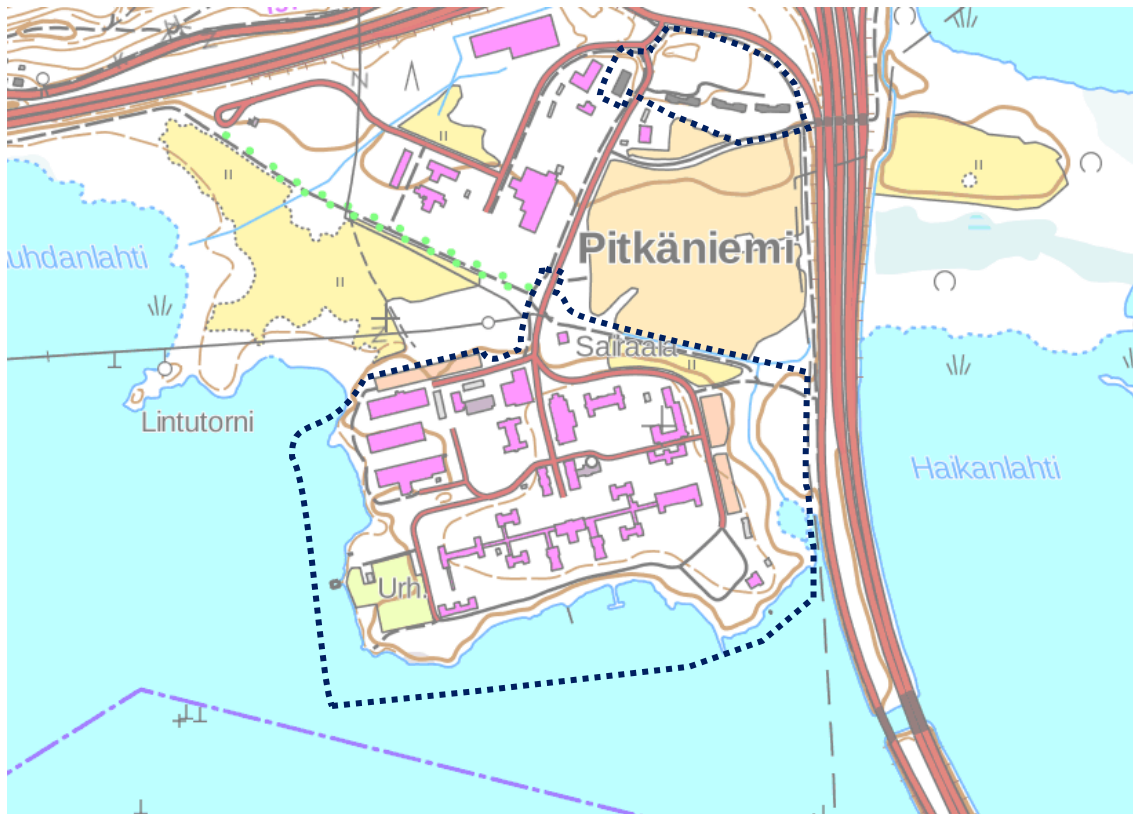 Pitkäniemi
uhdanlahti
Sairaala
Lintutorni
Haikanlahti
Urh.